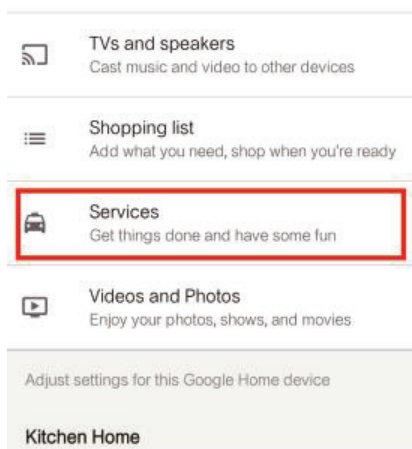 TVs and speakers
Cast music and video to other devices
Shopping list
Add what you need, shop when you're ready
Services
Get things done and have some fun
Videos and Photos
Enjoy your photos, shows, and movies
Adjust settings for this Google Home device
Kitchen Home